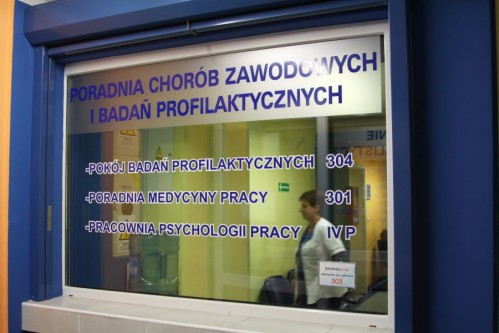 PORADNIA CHORÓB ZAWODOWYCH
I BADAŃ PROFILAKTYCZNYCH
-POKÓJ BADAŃ PROFILAKTYCZNYCH 304
-PORADNIA MEDYCYNY PRACY 301
-PRACOWNIA PSYCHOLOGII PRACY IV P
303